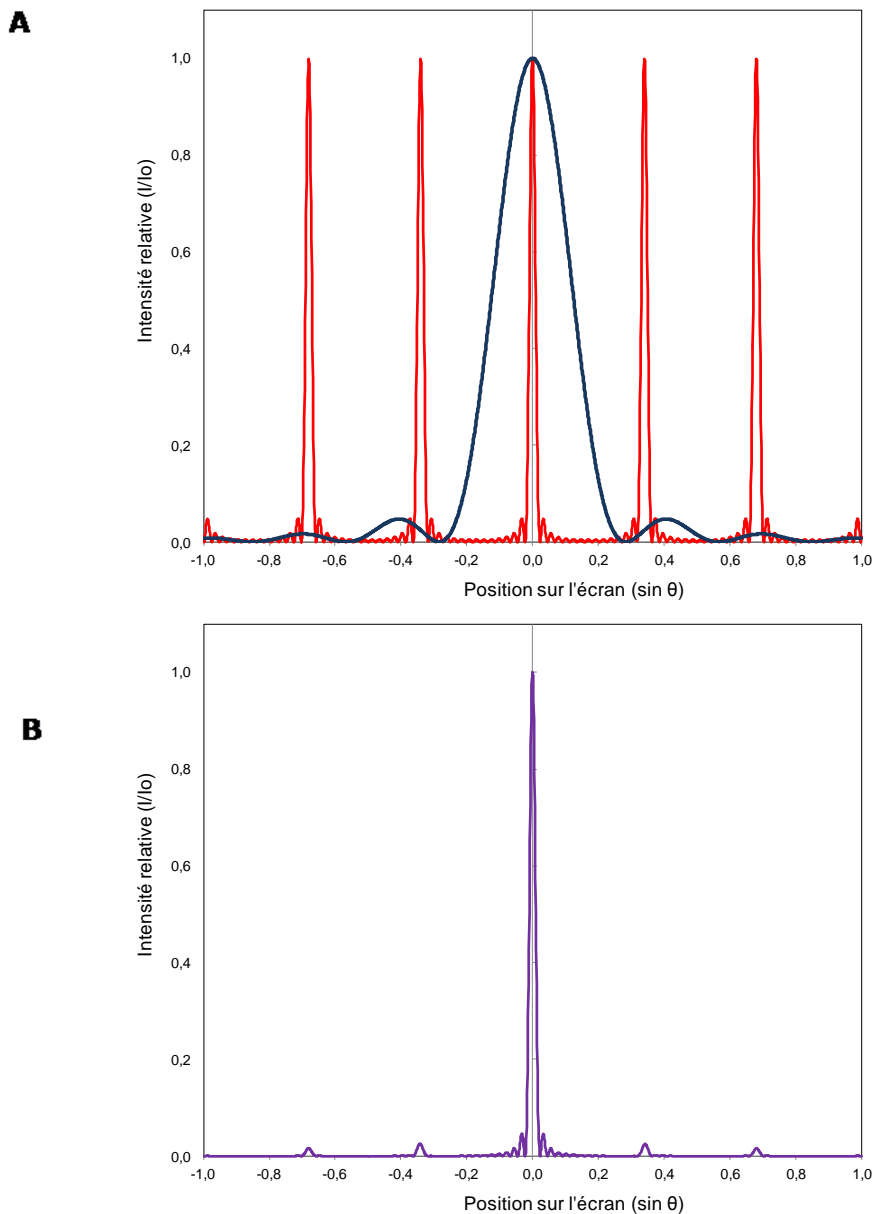 A
Intensité relative (I/Io)
1,0
0,8
0,6
0,4
0,2
0,0
-1,0 -0,8 -0,6 -0,4 -0,2 0,0 0,2 0,4 0,6 0,8 1,0
Position sur l'écran (sin θ)
B
Intensité relative (I/Io)
1,0
0,8
0,6
0,4
0,2
0,0
-1,0 -0,8 -0,6 -0,4 -0,2 0,0 0,2 0,4 0,6 0,8 1,0
Position sur l'écran (sin θ)